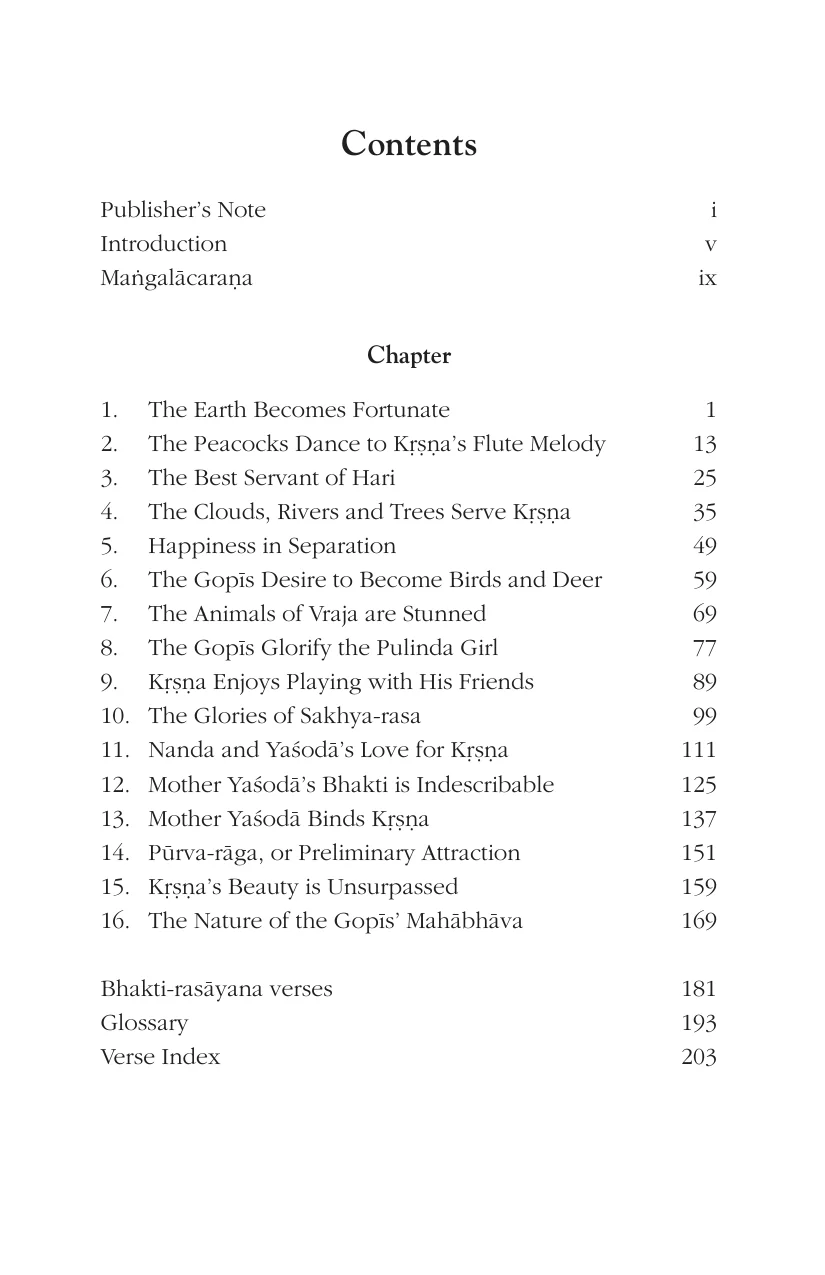 Contents
Publisher’s Note i
Introduction v
Maṅgalācaraṇa ix
Chapter
1. The Earth Becomes Fortunate 1
2. The Peacocks Dance to Kṛṣṇa’s Flute Melody 13
3. The Best Servant of Hari 25
4. The Clouds, Rivers and Trees Serve Kṛṣṇa 35
5. Happiness in Separation 49
6. The Gopīs Desire to Become Birds and Deer 59
7. The Animals of Vraja are Stunned 69
8. The Gopīs Glorify the Pulinda Girl 77
9. Kṛṣṇa Enjoys Playing with His Friends 89
10. The Glories of Sakhya-rasa 99
11. Nanda and Yaśodā’s Love for Kṛṣṇa 111
12. Mother Yaśodā’s Bhakti is Indescribable 125
13. Mother Yaśodā Binds Kṛṣṇa 137
14. Pūrva-rāga, or Preliminary Attraction 151
15. Kṛṣṇa’s Beauty is Unsurpassed 159
16. The Nature of the Gopīs’ Mahābhāva 169
Bhakti-rasāyana verses 181
Glossary 193
Verse Index 203